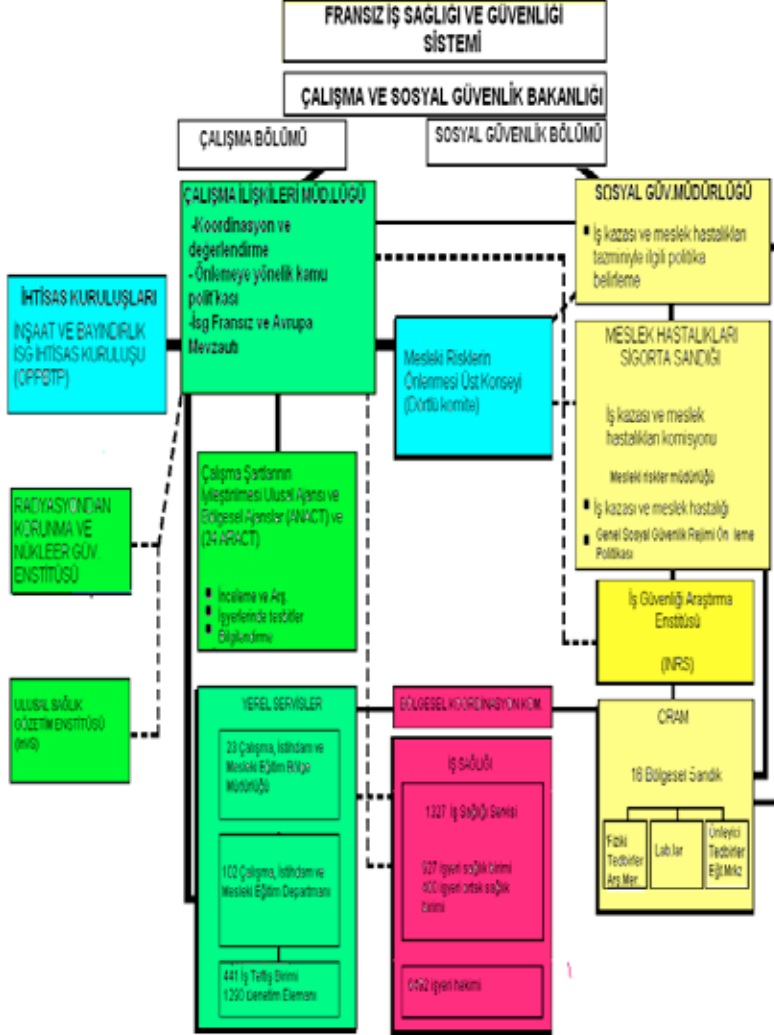 FRANSIZ İŞ SAĞLIĞI VE GÜVENLİĞİ
SİSTEMİ
ÇALIŞMA VE SOSYAL GÜVENLİK BAKANLIĞI
ÇALIŞMA BÖLÜMÜ
SOSYAL GÜVENLİK BÖLÜMÜ
ÇALIŞMA İLİŞKİLERİ MÜD.LÜĞÜ
-Koordinasyon ve
değerlendirme
- Önlemeye yönelik kamu
politikası
-İsg Fransız ve Avrupa
Mevzautı
SOSYAL GÜV.MÜDÜRLÜĞÜ
▪ İş kazası ve meslek hastalıkları
tazminiyle ilgili politika
belirleme
İHTİSAS KURULUŞLARI
İNŞAAT VE BAYINDIRLIK
İSG İHTİSAS KURULUŞU
(OPPBTP)
Mesleki Risklerin
Önlenmesi Üst Konseyi
(Dörtlü komite)
MESLEK HASTALIKLARI
SİGORTA SANDIĞI
İş kazası ve meslek
hastalıkları komisyonu
Mesleki riskler müdürlüğü
▪ İş kazası ve meslek hastalığı
▪ Genel Sosyal Güvenlik Rejimi Ön leme
Politikası
Çalışma Şartlarının
İyileştirilmesi Ulusal Ajansı ve
Bölgesel Ajanslar (ANACT) ve
(24 ARACT)
▪ İnceleme ve Arş.
▪ İşyerlerinde tesbitler
▪ Bilgilendirme
RADYASYONDAN
KORUNMA VE
NÜKLEER GÜV.
ENSTİTÜSÜ
İş Güvenliği Araştırma
Enstitüsü
(INRS)
ULUSAL SAĞLIK
GÖZETİM ENSTİTÜSÜ
(InVS)
YEREL SERVİSLER
23 Çalışma, İstihdam ve
Mesleki Eğitim Bölge
Müdürlüğü
102 Çalışma, İstihdam ve
Mesleki Eğitim Departmanı
441 İş Teftiş Birimi
1290 Denetim Elemanı
BÖLGESEL KOORDİNASYON KOM.
İŞ SAĞLIĞI
1327 İş Sağlığı Servisi
927 işyeri sağlık birimi
400 işyeri ortak sağlık
birimi
işyeri hekimi
CRAM
16 Bölgesel Sandık
Fiziki
Tedbirler
Arş Mer.
Lab.lar
Önleyici
Tedbirler
Eğt Mrkz